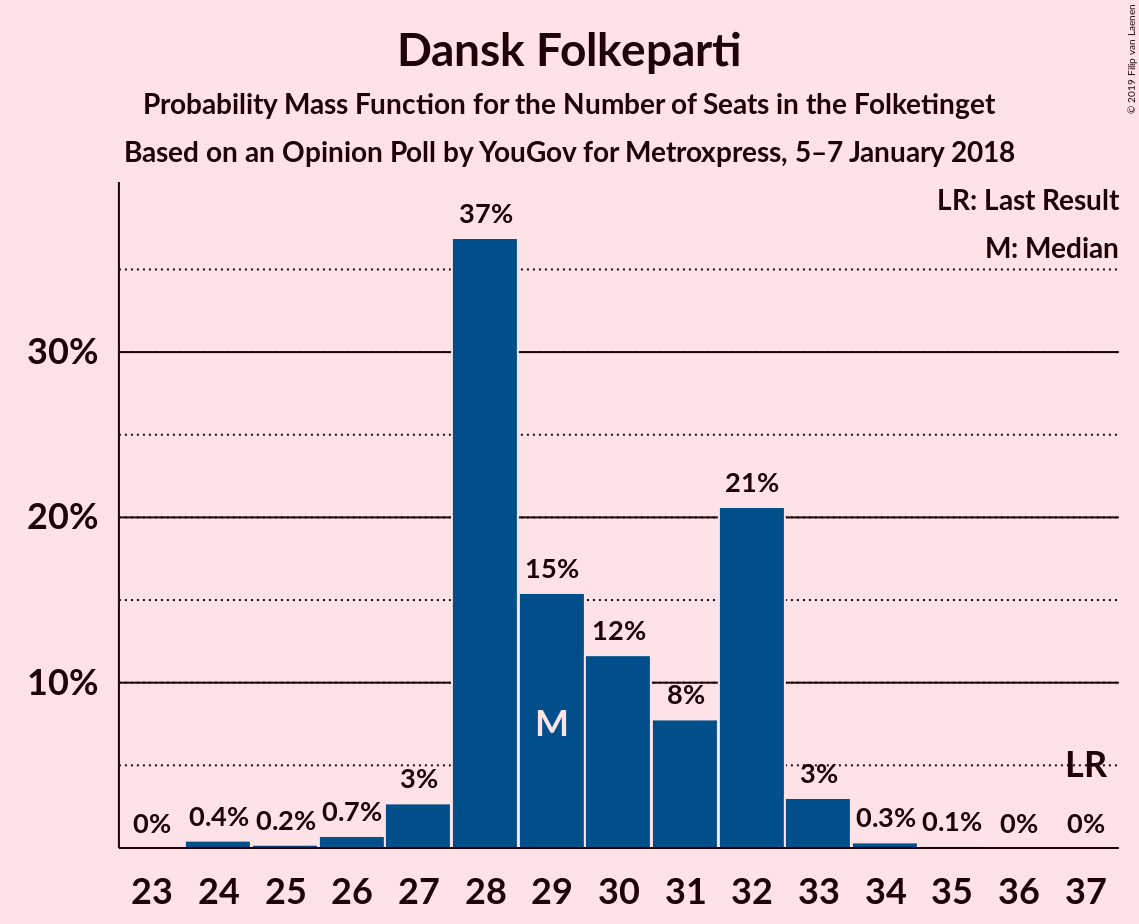 Dansk Folkeparti
Probability Mass Function for the Number of Seats in the Folketinget
Based on an Opinion Poll by YouGov for Metroxpress, 5–7 January 2018
© 2019 Filip van Laenen
LR: Last Result
M: Median
30%
20%
10%
0%
0.4%
0.2%
0.7%
3%
37%
15%
12%
8%
21%
3%
0.3%
0.1%
0%
0%
M
LR
23 24 25 26 27 28 29 30 31 32 33 34 35 36 37